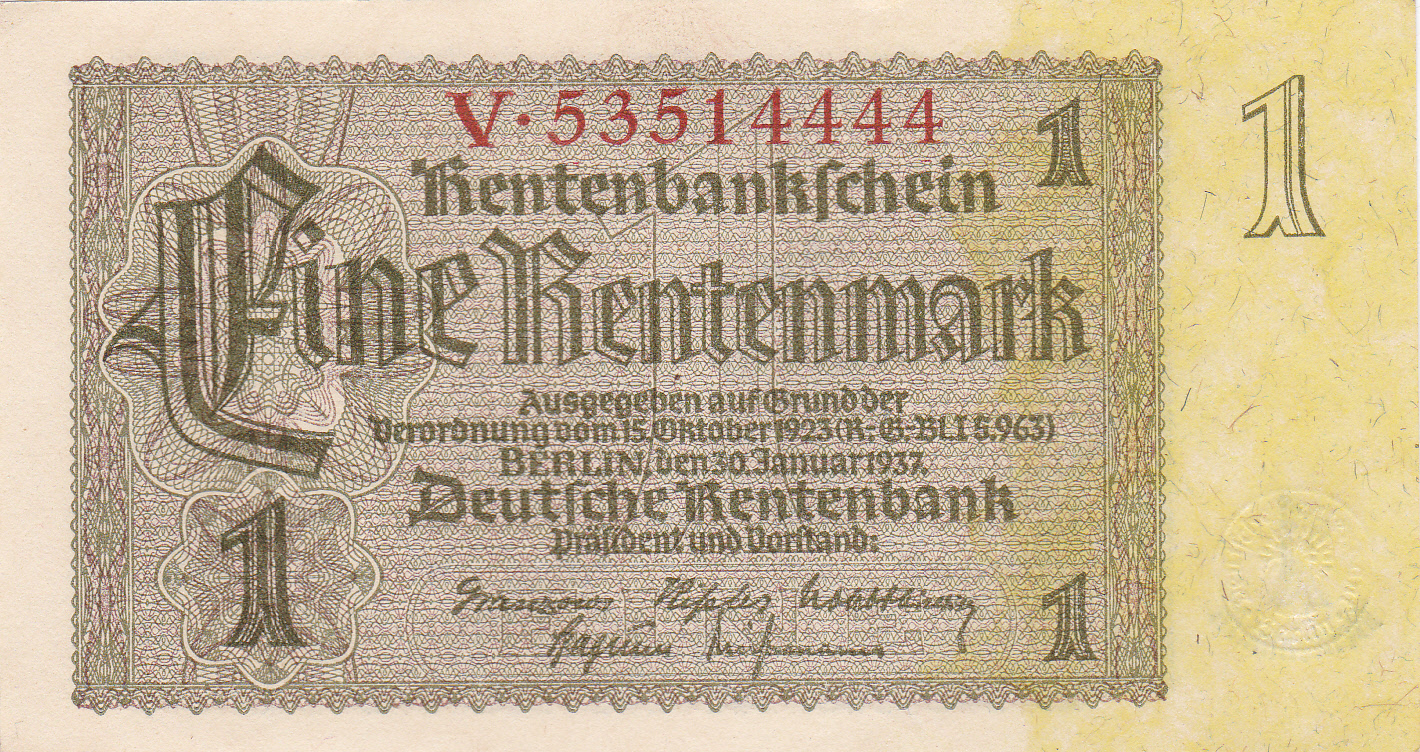 V·53514444
1
1
Rentenbankschein
Eine Rentenmark
Ausgegeben auf Grund der
Verordnung vom 15. Oktober 1923 (R.-G.-Bl. I S. 963)
BERLIN, den 30. Januar 1937.
Deutsche Rentenbank
Präsident und Vorstand:
1
1